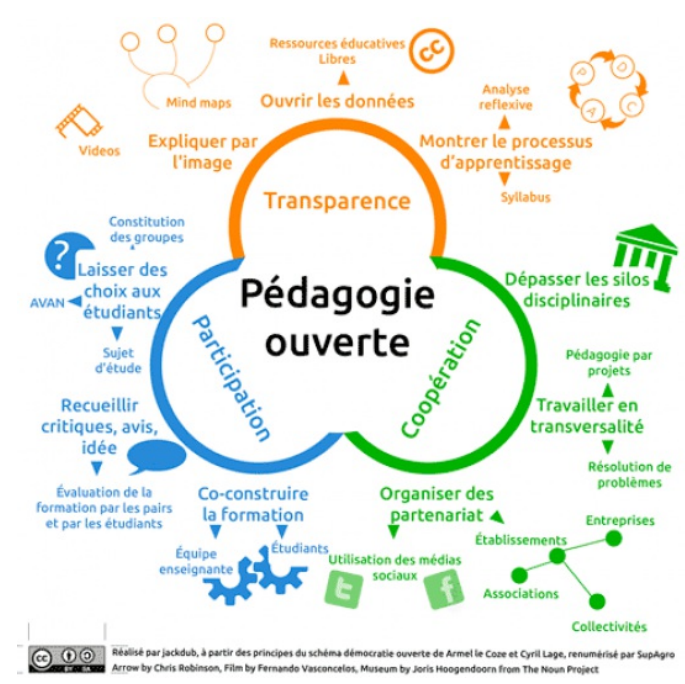 Ressources éducatives
Libres
cc
Mind maps
Ouvrir les données
Analyse
reflexive
P
D
C
A
Videos
Expliquer par
l'image
Montrer le processus
d'apprentissage
Syllabus
Transparence
Constitution
des groupes
?
Laisser des
choix aux
étudiants
AVAN
Sujet
d'étude
Pédagogie
ouverte
Participation
Coopération
Dépasser les silos
disciplinaires
Pédagogie par
projets
Travailler en
transversalité
Résolution de
problèmes
Recueillir
critiques, avis,
idée
Évaluation de la
formation par les pairs
et par les étudiants
Co-construire
la formation
Équipe
enseignante
Étudiants
Organiser des
partenariat
Utilisation des médias
sociaux
t
f
Établissements
Entreprises
Associations
Collectivités
cc
BY SA
Réalisé par jackdub, à partir des principes du schéma démocratie ouverte de Armel le Coze et Cyril Lage, renumérisé par SupAgro
Arrow by Chris Robinson, Film by Fernando Vasconcelos, Museum by Joris Hoogendoorn from The Noun Project